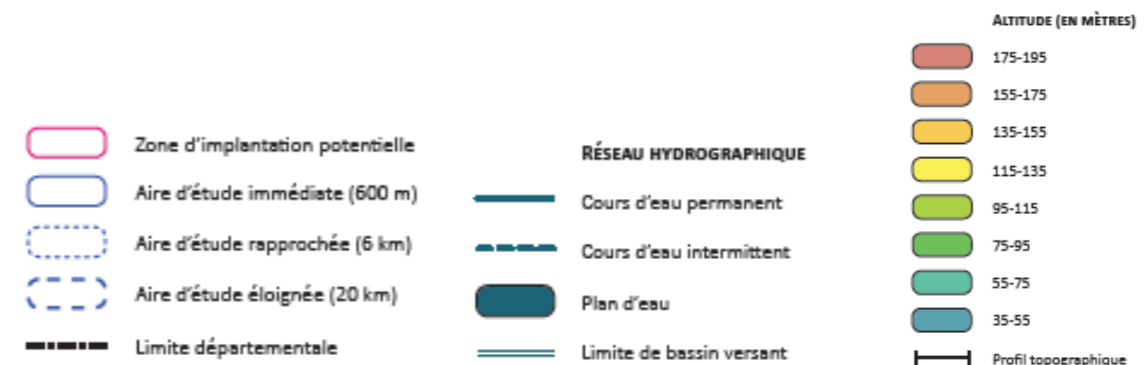 Zone d'implantation potentielle
Aire d'étude immédiate (600 m)
Aire d'étude rapprochée (6 km)
Aire d'étude éloignée (20 km)
Limite départementale
RÉSEAU HYDROGRAPHIQUE
Cours d'eau permanent
Cours d'eau intermittent
Plan d'eau
Limite de bassin versant
ALTITUDE (EN MÈTRES)
175-195
155-175
135-155
115-135
95-115
75-95
55-75
35-55
Profil topographique